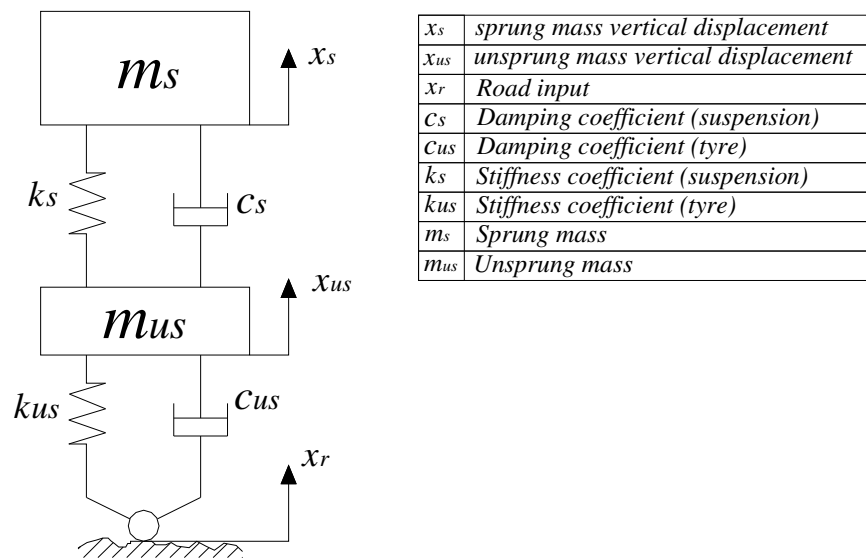 ms
xs
ks
cs
mus
xus
kus
cus
xr
xs sprung mass vertical displacement
xus unsprung mass vertical displacement
xr Road input
cs Damping coefficient (suspension)
cus Damping coefficient (tyre)
ks Stiffness coefficient (suspension)
kus Stiffness coefficient (tyre)
ms Sprung mass
mus Unsprung mass